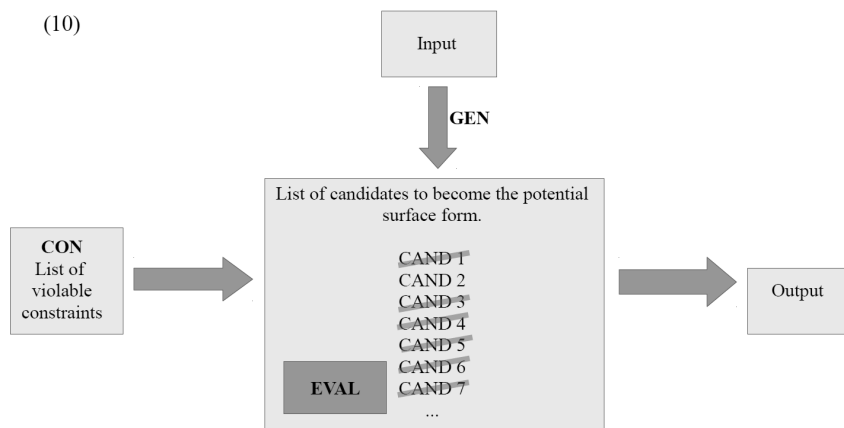 (10)
Input
GEN
List of candidates to become the potential
surface form.
CON
List of
violable
constraints
CAND 1
CAND 2
CAND 3
CAND 4
CAND 5
CAND 6
CAND 7
...
EVAL
Output